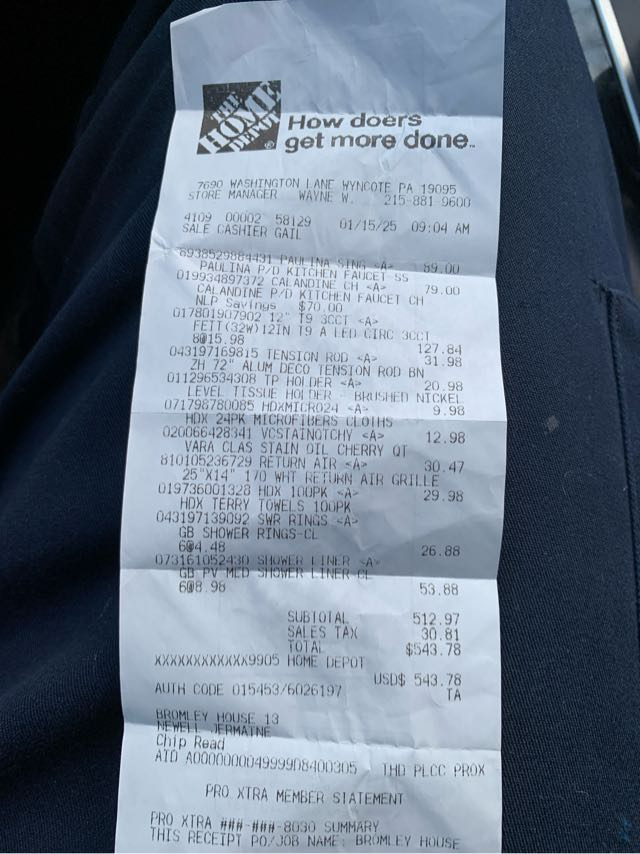 THE HOME DEPOT
How doers
get more done™
7690 WASHINGTON LANE WYNCOTE, PA 19095
STORE MANAGER WAYNE W. 215-881-9600
4109 00002 58129 01/15/25 09:04 AM
SALE CASHIER GAIL
6938529884431 PAULINA SING <A> 89.00
PAULINA P/D KITCHEN FAUCET SS
019934897372 CALANDINE CH <A> 79.00
CALANDINE P/D KITCHEN FAUCET CH
NLP Savings $70.00
017801907902 12" T9 3CCT <A>
FEIT(32W)12IN T9 A LED CIRC 3CCT
8@15.98 127.84
043197169815 TENSION ROD <A> 31.98
ZH 72" ALUM DECO TENSION ROD BN
011296534308 TP HOLDER <A> 20.98
LEVEL TISSUE HOLDER - BRUSHED NICKEL
071798780085 HDXMICRO24 <A> 9.98
HDX 24PK MICROFIBERS CLOTHS
020066428341 VCSTAINQTCHY <A> 12.98
VARA CLAS STAIN OIL CHERRY QT
810105236729 RETURN AIR <A> 30.47
25"X14" 170 WHT RETURN AIR GRILLE
019736001328 HDX 100PK <A> 29.98
HDX TERRY TOWELS 100PK
043197139092 SWR RINGS <A>
GB SHOWER RINGS-CL
6@4.48 26.88
073161052430 SHOWER LINER <A>
GB PV MED SHOWER LINER CL
6@8.98 53.88
SUBTOTAL 512.97
SALES TAX 30.81
TOTAL $543.78
XXXXXXXXXXXX9905 HOME DEPOT
USD$ 543.78
AUTH CODE 015453/6026197 TA
BROMLEY HOUSE 13
NEWELL JERMAINE
Chip Read
AID A0000000049999D8400305 THD PLCC PROX
PRO XTRA MEMBER STATEMENT
PRO XTRA ###-###-8030 SUMMARY
THIS RECEIPT PO/JOB NAME: BROMLEY HOUSE